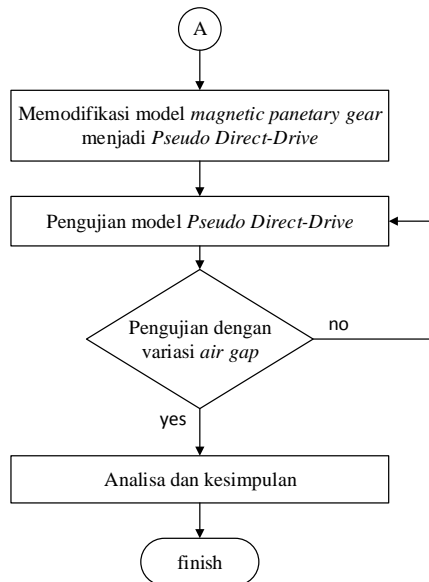 A
Memodifikasi model magnetic panetary gear
menjadi Pseudo Direct-Drive
Pengujian model Pseudo Direct-Drive
Pengujian dengan
variasi air gap
no
yes
Analisa dan kesimpulan
finish